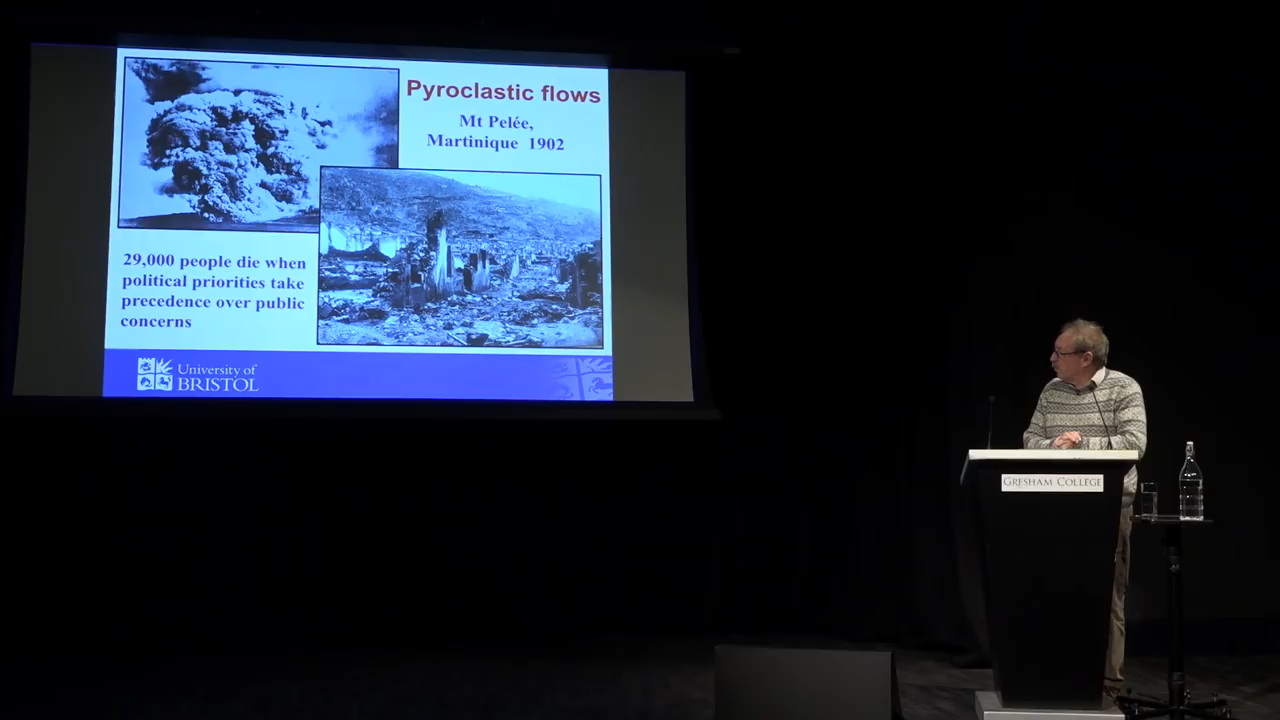 Pyroclastic flows
Mt Pelée,
Martinique 1902
29,000 people die when
political priorities take
precedence over public
concerns
University of
BRISTOL
GRESHAM COLLEGE